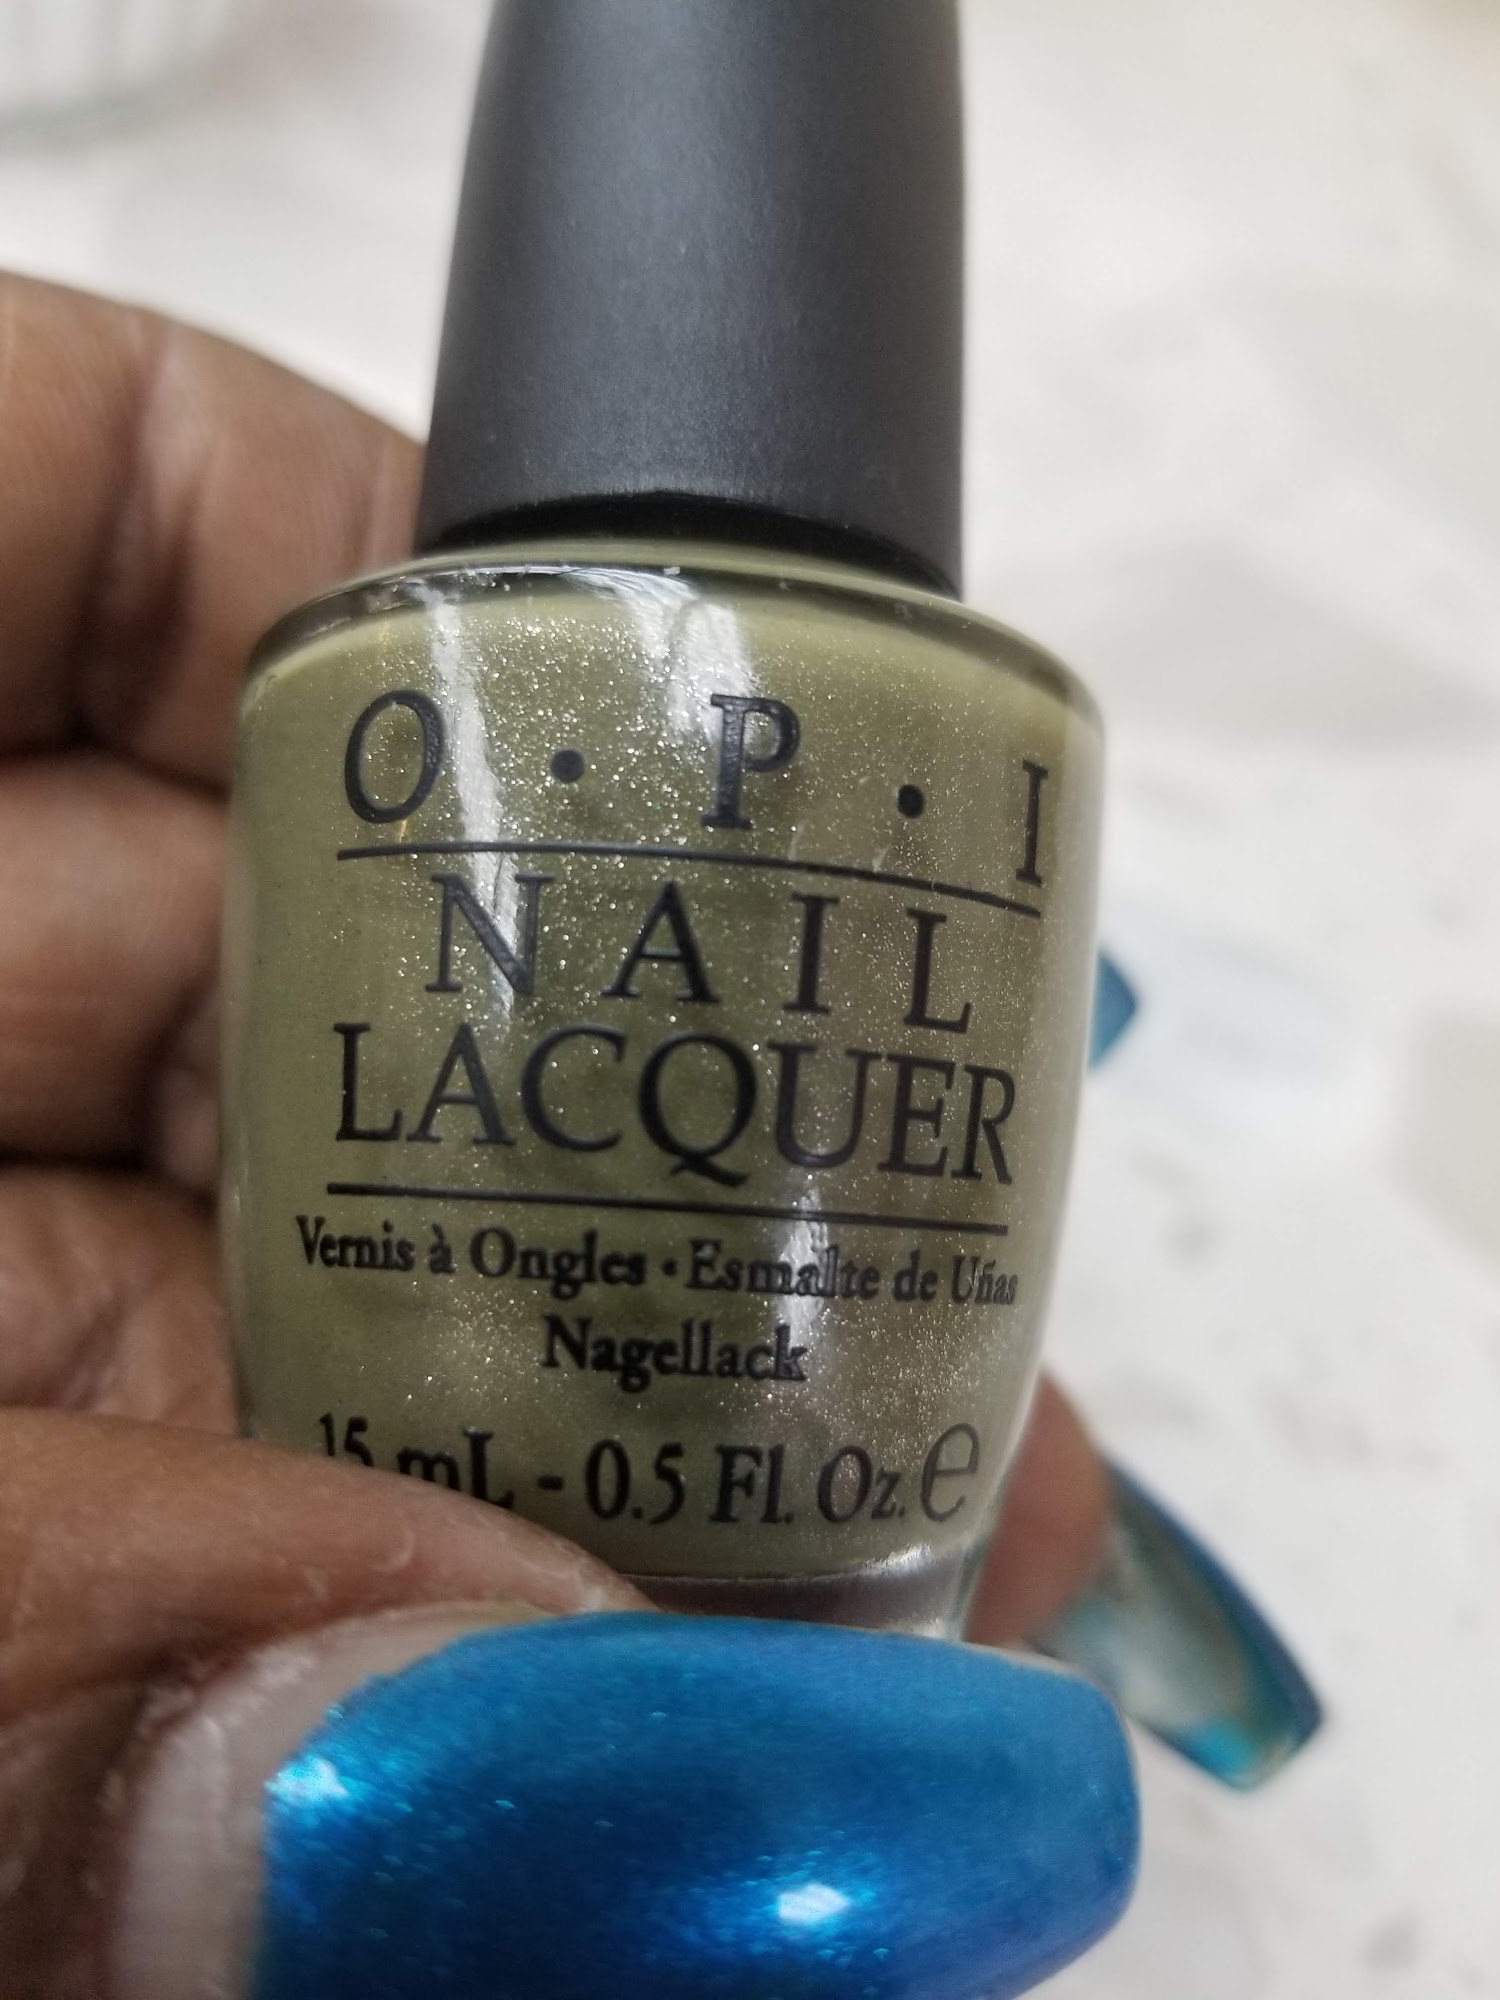 O·P·I
NAIL
LACQUER
Vernis à Ongles · Esmalte de Uñas
Nagellack
15 mL - 0.5 Fl. Oz. e